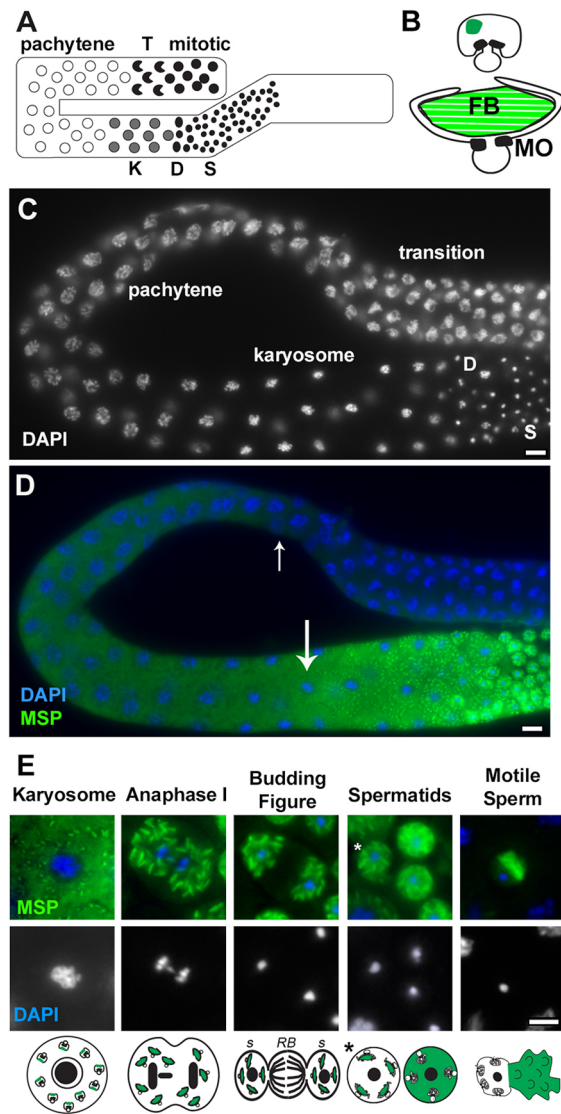 A
pachytene T mitotic
K D S
B
FB
MO
C
transition
pachytene
karyosome
D
S
DAPI
D
DAPI
MSP
E
Karyosome Anaphase I Budding Figure Spermatids Motile Sperm
*
MSP
DAPI
s RB s *